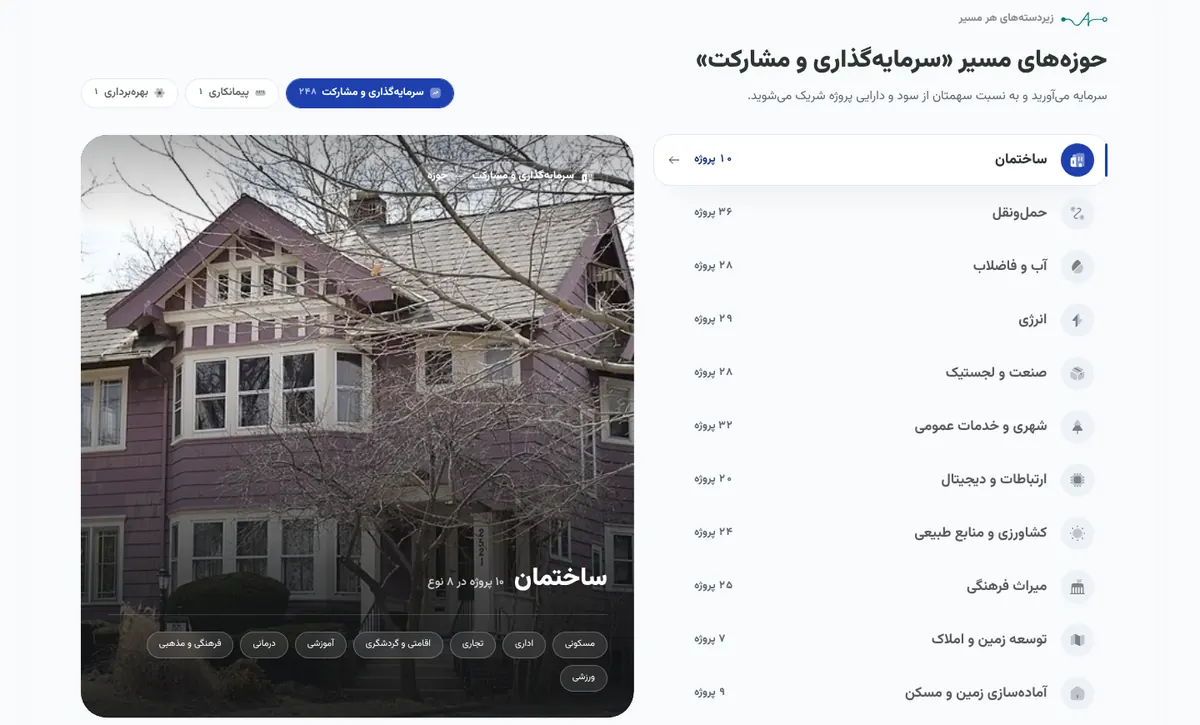 زیردسته‌های هر مسیر
حوزه‌های مسیر «سرمایه‌گذاری و مشارکت»
سرمایه می‌آورید و به نسبت سهمتان از سود و دارایی پروژه شریک می‌شوید.
سرمایه‌گذاری و مشارکت ۲۴۸
پیمانکاری ۱
بهره‌برداری ۱
ساختمان ۱۰ پروژه
حمل‌ونقل ۳۶ پروژه
آب و فاضلاب ۲۸ پروژه
انرژی ۲۹ پروژه
صنعت و لجستیک ۲۸ پروژه
شهری و خدمات عمومی ۳۲ پروژه
ارتباطات و دیجیتال ۲۰ پروژه
کشاورزی و منابع طبیعی ۲۴ پروژه
میراث فرهنگی ۲۵ پروژه
توسعه زمین و املاک ۷ پروژه
آماده‌سازی زمین و مسکن ۹ پروژه
سرمایه‌گذاری و مشارکت حوزه
2521
ساختمان ۱۰ پروژه در ۸ نوع
مسکونی اداری تجاری اقامتی و گردشگری آموزشی درمانی فرهنگی و مذهبی
ورزشی